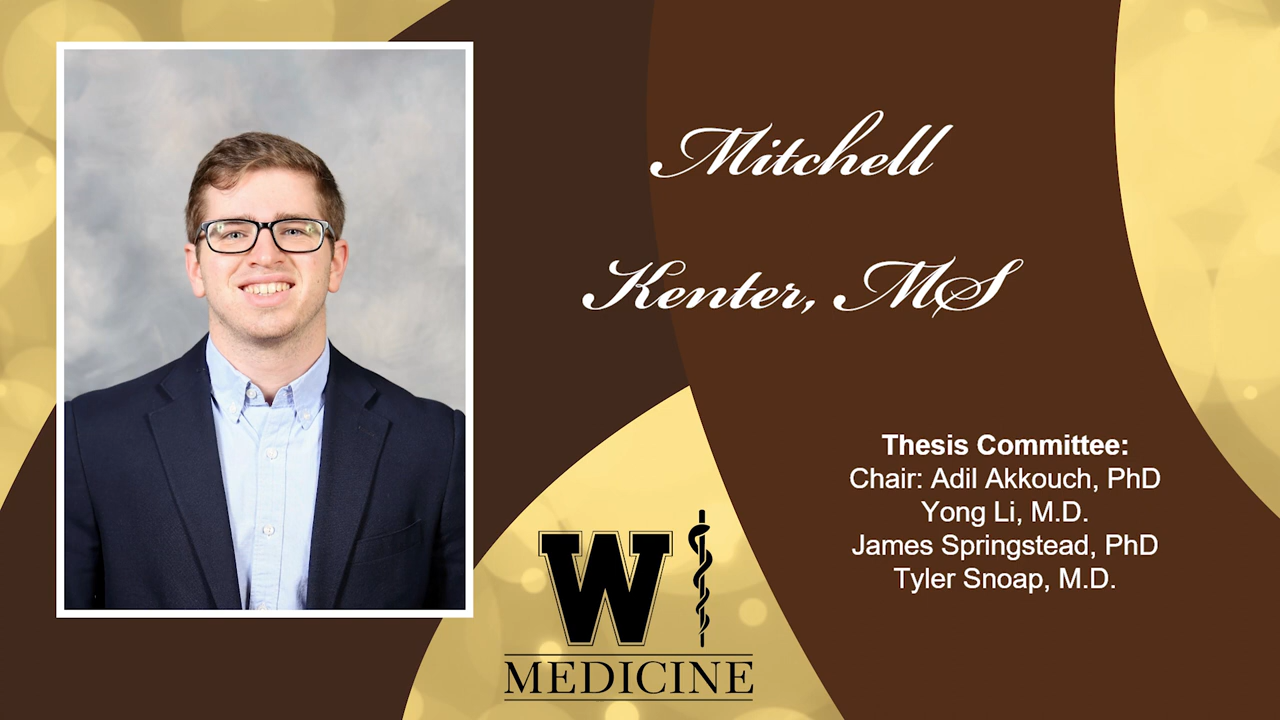 Mitchell
Kenter, MS
Thesis Committee:
Chair: Adil Akkouch, PhD
Yong Li, M.D.
James Springstead, PhD
Tyler Snoap, M.D.
W
MEDICINE